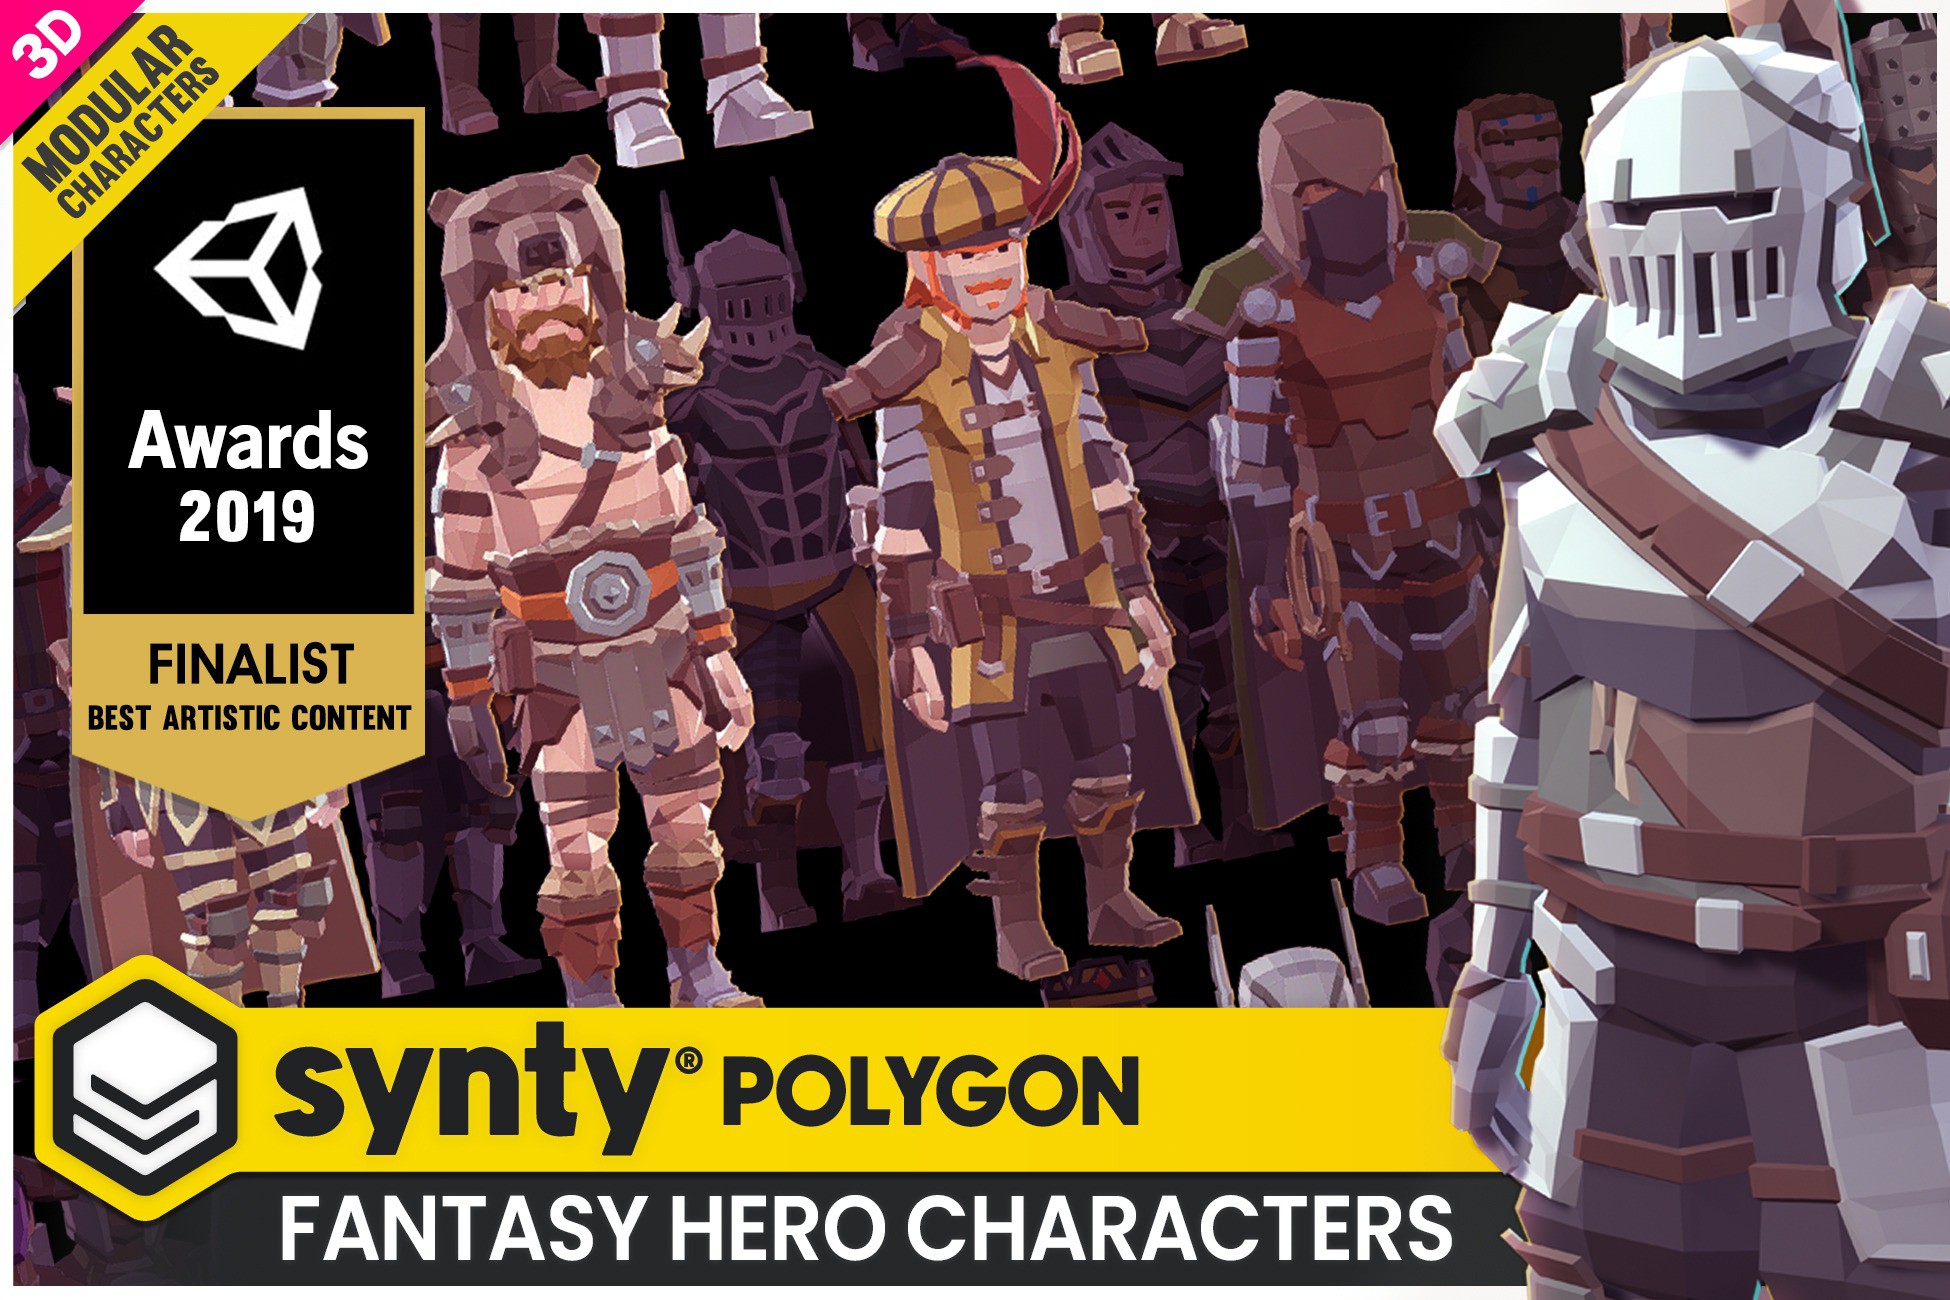 3D
MODULAR
CHARACTERS
Awards
2019
FINALIST
BEST ARTISTIC CONTENT
synty® POLYGON
FANTASY HERO CHARACTERS